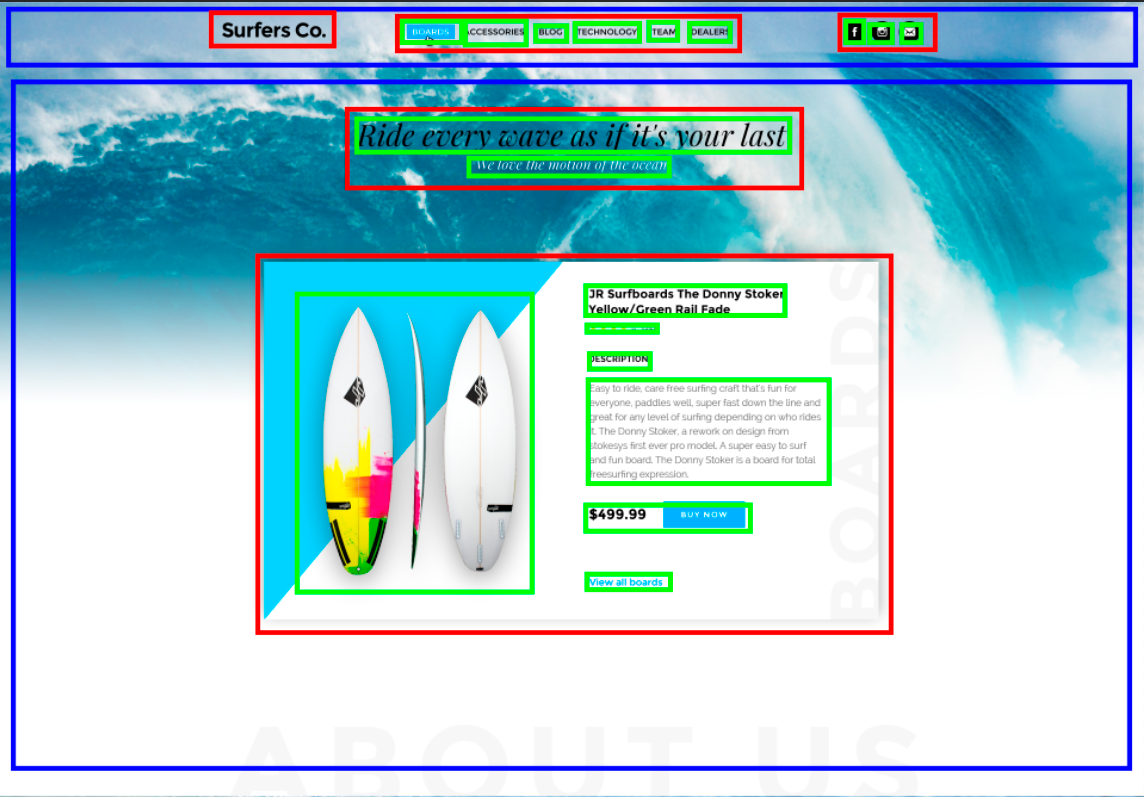 Surfers Co.
BOARDS ACCESSORIES BLOG TECHNOLOGY TEAM DEALERS
Ride every wave as if it's your last
We love the motion of the ocean
JR Surfboards The Donny Stoker
Yellow/Green Rail Fade
DESCRIPTION
Easy to ride, care free surfing craft that's fun for
everyone, paddles well, super fast down the line and
great for any level of surfing depending on who rides
it. The Donny Stoker, a rework on design from
stokesys first ever pro model. A super easy to surf
and fun board. The Donny Stoker is a board for total
freesurfing expression.
$499.99 BUY NOW
View all boards
BOARDS
ABOUT US